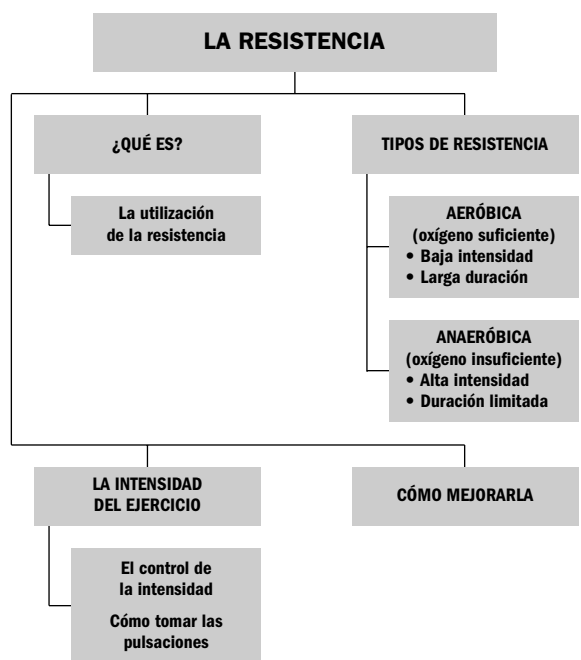 LA RESISTENCIA
¿QUÉ ES?
La utilización
de la resistencia
TIPOS DE RESISTENCIA
AERÓBICA
(oxígeno suficiente)
• Baja intensidad
• Larga duración
ANAERÓBICA
(oxígeno insuficiente)
• Alta intensidad
• Duración limitada
LA INTENSIDAD
DEL EJERCICIO
El control de
la intensidad
Cómo tomar las
pulsaciones
CÓMO MEJORARLA